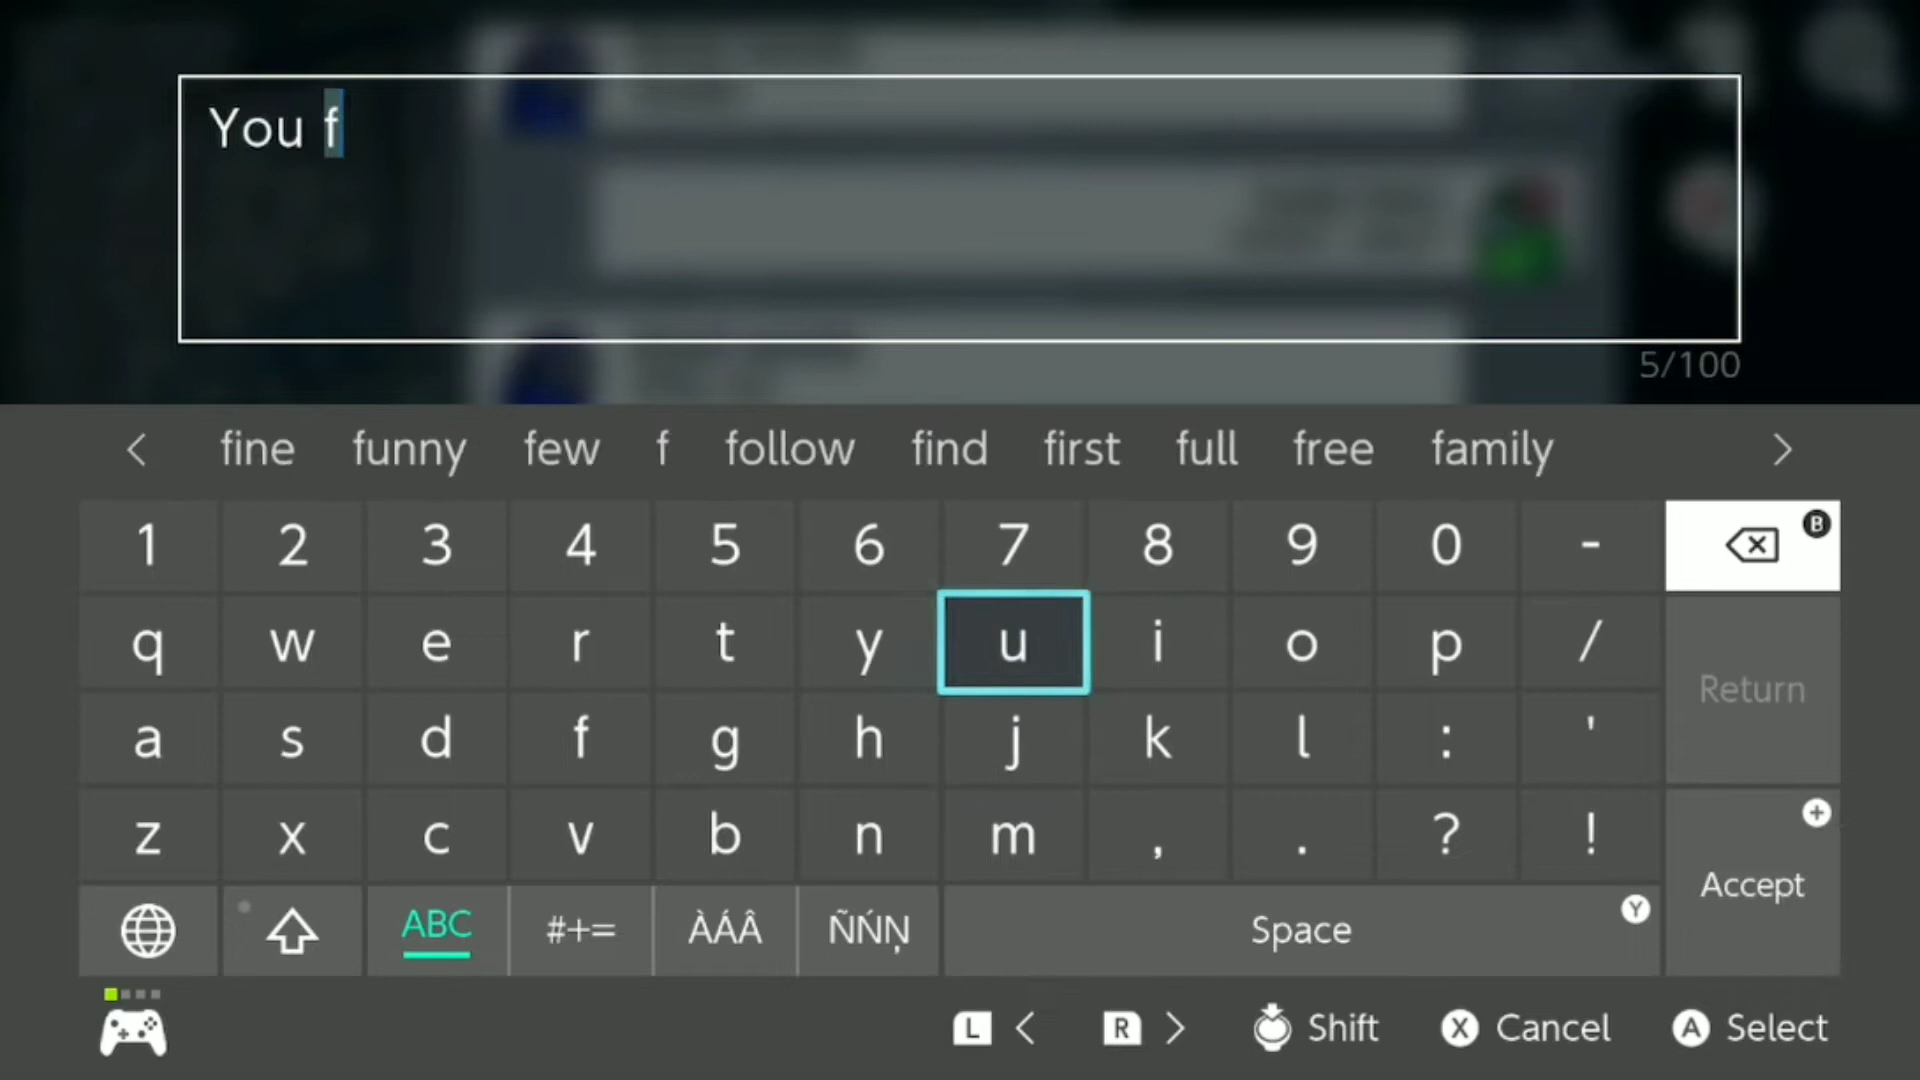 You f
5/100
fine funny few f follow find first full free family
1 2 3 4 5 6 7 8 9 0 - B
q w e r t y u i o p /
Return
a s d f g h j k l : '
z x c v b n m , . ? ! +
Accept
ABC #+= ÀÁÂ ÑŃŅ Space Y
L < R > Shift X Cancel A Select